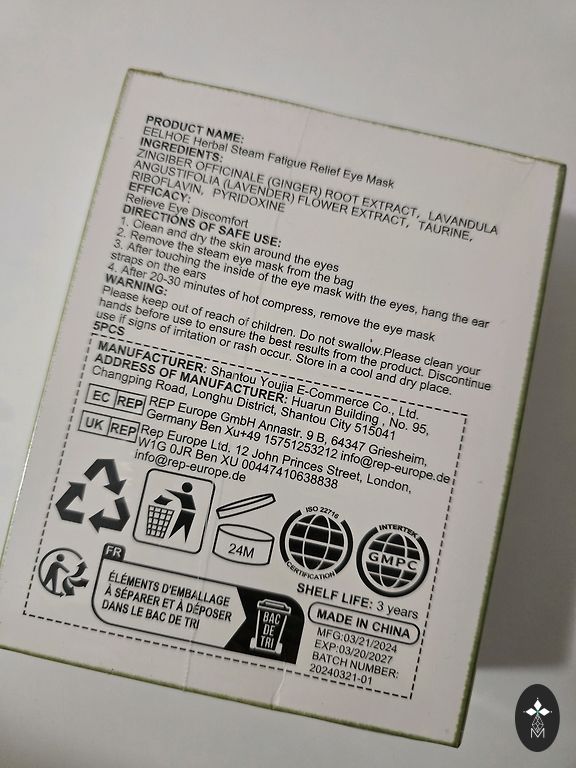 PRODUCT NAME:
EELHOE Herbal Steam Fatigue Relief Eye Mask
INGREDIENTS:
ZINGIBER OFFICINALE (GINGER) ROOT EXTRACT, LAVANDULA
ANGUSTIFOLIA (LAVENDER) FLOWER EXTRACT, TAURINE,
RIBOFLAVIN, PYRIDOXINE
EFFICACY:
Relieve Eye Discomfort
DIRECTIONS OF SAFE USE:
1. Clean and dry the skin around the eyes
2. Remove the steam eye mask from the bag
3. After touching the inside of the eye mask with the eyes, hang the ear
straps on the ears
4. After 20-30 minutes of hot compress, remove the eye mask
WARNING:
Please keep out of reach of children. Do not swallow.Please clean your
hands before use to ensure the best results from the product. Discontinue
use if signs of irritation or rash occur. Store in a cool and dry place.
5PCS
MANUFACTURER: Shantou Youjia E-Commerce Co., Ltd.
ADDRESS OF MANUFACTURER: Huarun Building , No. 95,
Changping Road, Longhu District, Shantou City 515041
EC REP REP Europe GmbH Annastr. 9 B, 64347 Griesheim,
Germany Ben Xu+49 15751253212 info@rep-europe.de
UK REP Rep Europe Ltd, 12 John Princes Street, London,
W1G 0JR Ben XU 00447410638838
info@rep-europe.de
24M
ISO 22716
CERTIFICATION
INTERTEK
GMPC
FR
ÉLÉMENTS D'EMBALLAGE
À SÉPARER ET À DÉPOSER
DANS LE BAC DE TRI
BAC
DE
TRI
SHELF LIFE: 3 years
MADE IN CHINA
MFG:03/21/2024
EXP:03/20/2027
BATCH NUMBER:
20240321-01
M